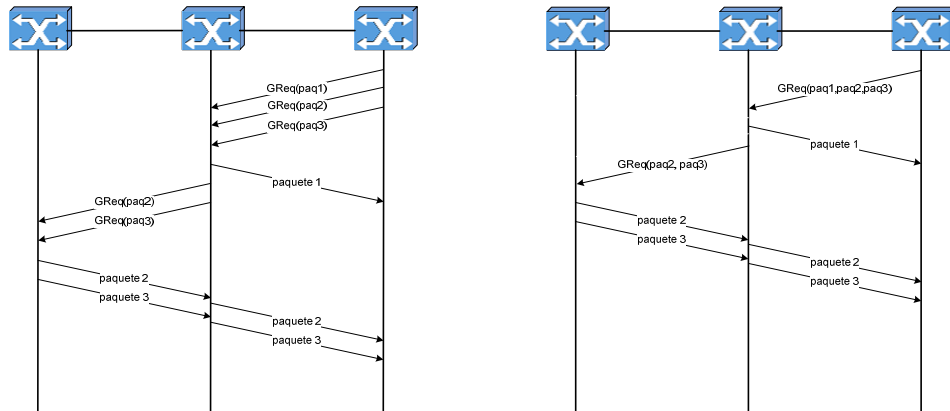 GReq(paq1)
GReq(paq2)
GReq(paq3)
paquete 1
GReq(paq2)
GReq(paq3)
paquete 2
paquete 3
paquete 2
paquete 3
GReq(paq1,paq2,paq3)
paquete 1
GReq(paq2, paq3)
paquete 2
paquete 3
paquete 2
paquete 3